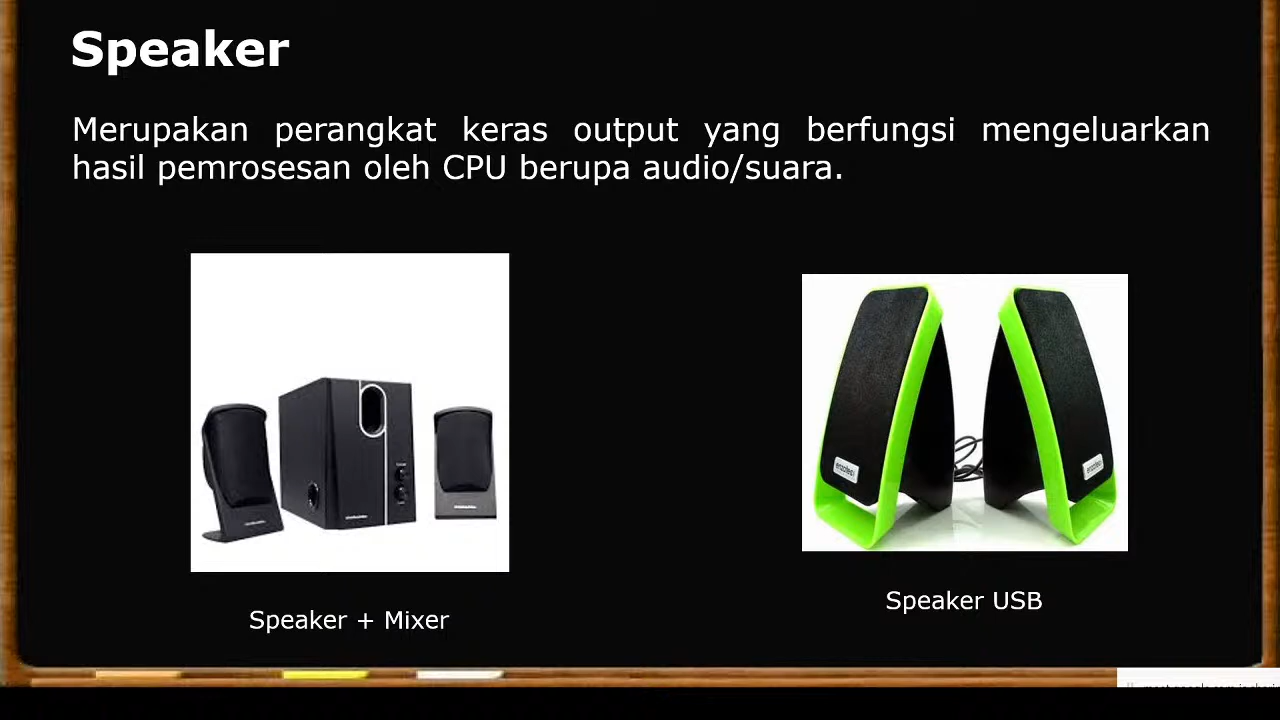 Speaker
Merupakan perangkat keras output yang berfungsi mengeluarkan
hasil pemrosesan oleh CPU berupa audio/suara.
Speaker + Mixer
Speaker USB